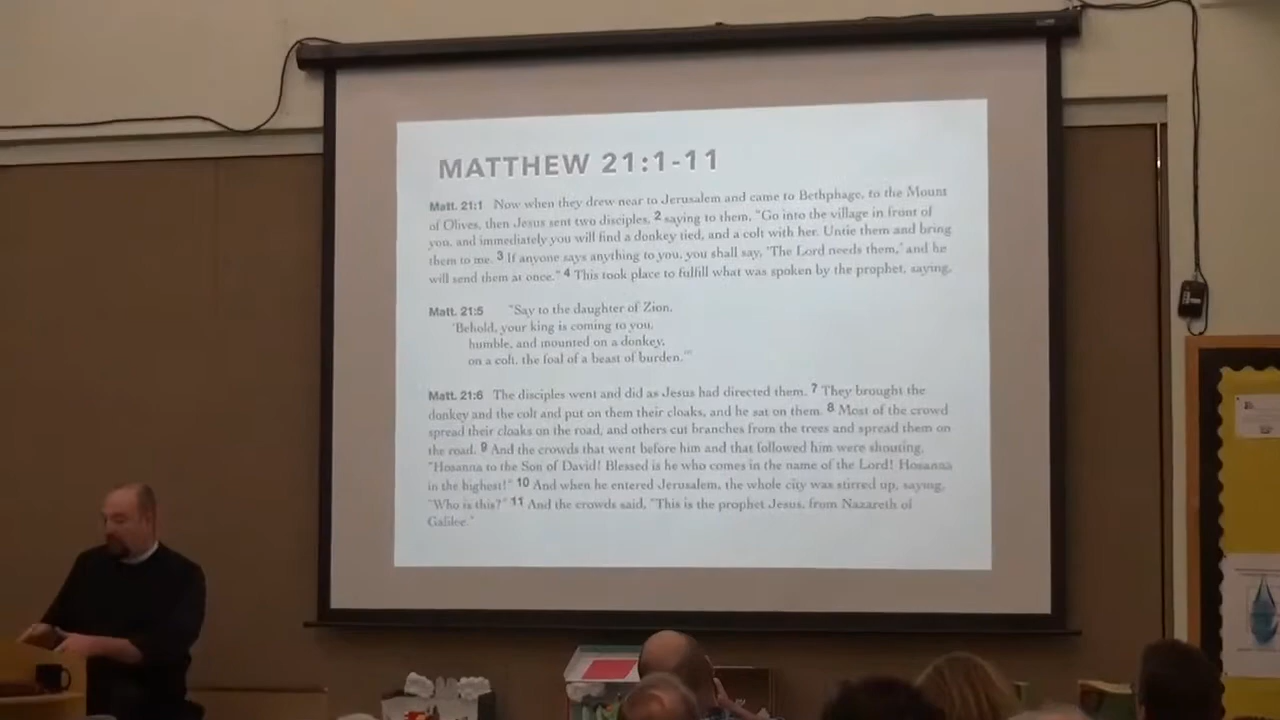 MATTHEW 21:1-11
Matt. 21:1 Now when they drew near to Jerusalem and came to Bethphage, to the Mount
of Olives, then Jesus sent two disciples, 2 saying to them, "Go into the village in front of
you, and immediately you will find a donkey tied, and a colt with her. Untie them and bring
them to me. 3 If anyone says anything to you, you shall say, 'The Lord needs them,' and he
will send them at once." 4 This took place to fulfill what was spoken by the prophet, saying,
Matt. 21:5 "Say to the daughter of Zion,
'Behold, your king is coming to you,
humble, and mounted on a donkey,
on a colt, the foal of a beast of burden.'"
Matt. 21:6 The disciples went and did as Jesus had directed them. 7 They brought the
donkey and the colt and put on them their cloaks, and he sat on them. 8 Most of the crowd
spread their cloaks on the road, and others cut branches from the trees and spread them on
the road. 9 And the crowds that went before him and that followed him were shouting,
"Hosanna to the Son of David! Blessed is he who comes in the name of the Lord! Hosanna
in the highest!" 10 And when he entered Jerusalem, the whole city was stirred up, saying,
"Who is this?" 11 And the crowds said, "This is the prophet Jesus, from Nazareth of
Galilee."